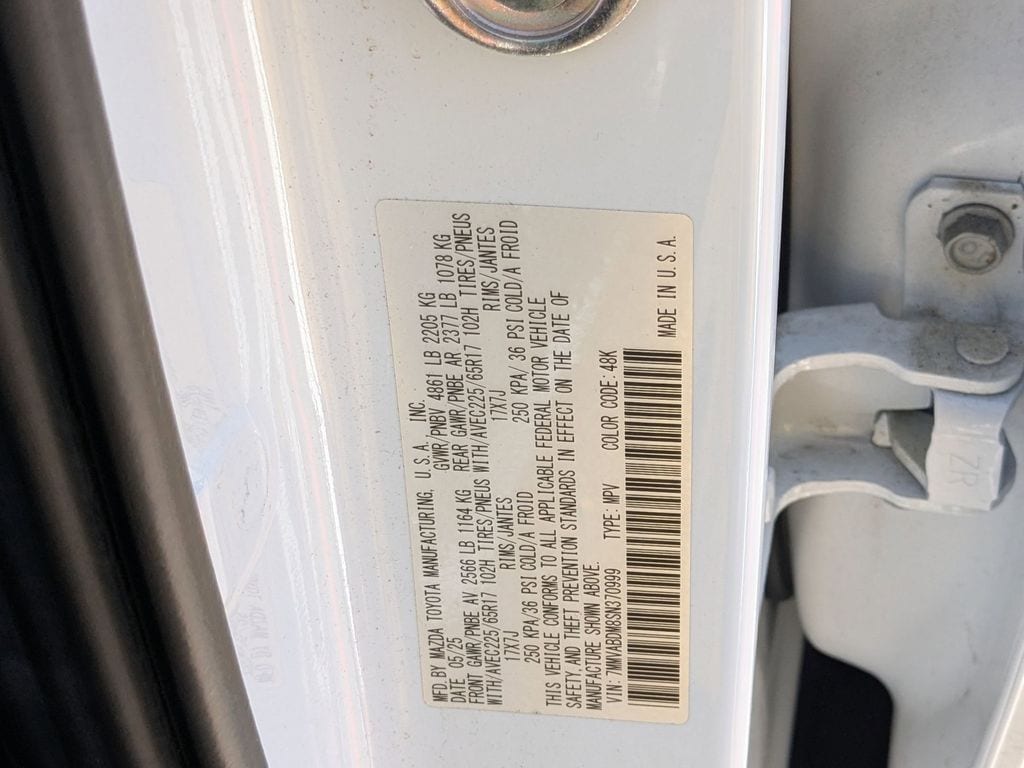 MFD.BY MAZDA TOYOTA MANUFACTURING, U.S.A. INC.
DATE 05/25 GVWR/PNBV 4861 LB 2205 KG
FRONT GAWR/PNBE AV 2566 LB 1164 KG REAR GAWR PNBE AR 2377 LB 1078 KG
WITH/AVEC225/65R17 102H TIRES/PNEUS WITH/AVEC225/65R17 102H TIRES/PNEUS
17X7J RIMS/JANTES 17X7J RIMS/JANTES
250 KPA/36 PSI COLD/A FROID 250 KPA/ 36 PSI COLD/A FROID
THIS VEHICLE CONFORMS TO ALL APPLICABLE FEDERAL MOTOR VEHICLE
SAFETY AND THEFT PREVENTION STANDARDS IN EFFECT ON THE DATE OF
MANUFACTURE SHOWN ABOVE.
VIN: 7MMVABDM8SN370999 TYPE: MPV COLOR CODE: 48K
MADE IN U.S.A.
ZR